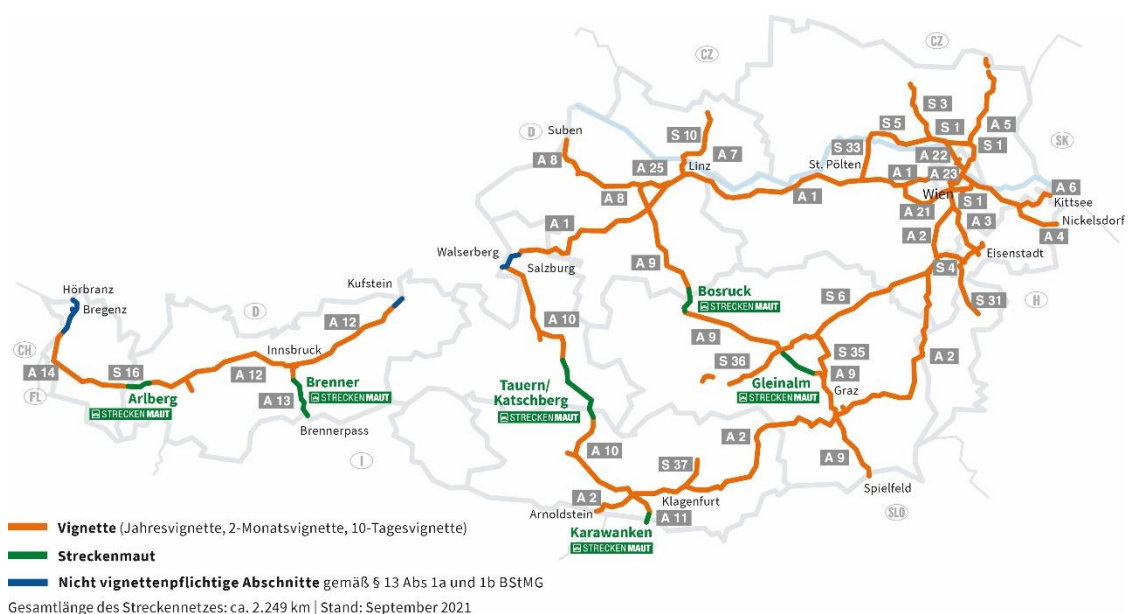 CZ
CZ
S 3
S 10
S 5
S 1
A 5
D
Suben
SK
S 33
S 1
A 8
A 25
Linz
A 7
St. Pölten
A 22
A 1
A 23
A 8
A 1
Wien
S 1
A 6
Kittsee
A 21
A 3
Nickelsdorf
A 1
A 2
A 4
Walserberg
Eisenstadt
A 9
S 4
Salzburg
Kufstein
Hörbranz
Bosruck
STRECKENMAUT
S 6
S 31
H
Bregenz
D
A 12
A 10
A 9
S 35
CH
Innsbruck
S 36
A 2
A 14
S 16
A 12
Brenner
STRECKENMAUT
Tauern/
Katschberg
STRECKENMAUT
Gleinalm
STRECKENMAUT
A 9
Graz
FL
Arlberg
STRECKENMAUT
A 13
Brennerpass
A 2
A 10
I
S 37
A 9
A 2
Klagenfurt
Spielfeld
Arnoldstein
A 11
SLO
Karawanken
STRECKENMAUT
Vignette (Jahresvignette, 2-Monatsvignette, 10-Tagesvignette)
Streckenmaut
Nicht vignettenpflichtige Abschnitte gemäß § 13 Abs 1a und 1b BStMG
Gesamtlänge des Streckennetzes: ca. 2.249 km | Stand: September 2021